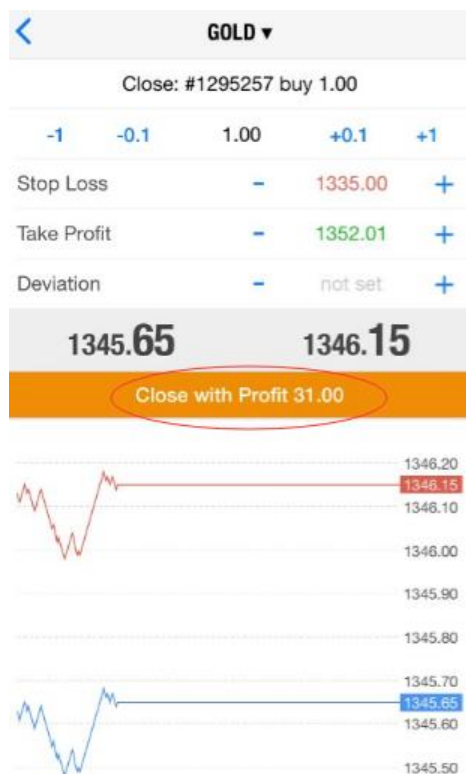 GOLD ▾
Close: #1295257 buy 1.00
-1 -0.1 1.00 +0.1 +1
Stop Loss - 1335.00 +
Take Profit - 1352.01 +
Deviation - not set +
1345.65 1346.15
Close with Profit 31.00
1346.20
1346.15
1346.10
1346.00
1345.90
1345.80
1345.70
1345.65
1345.60
1345.50